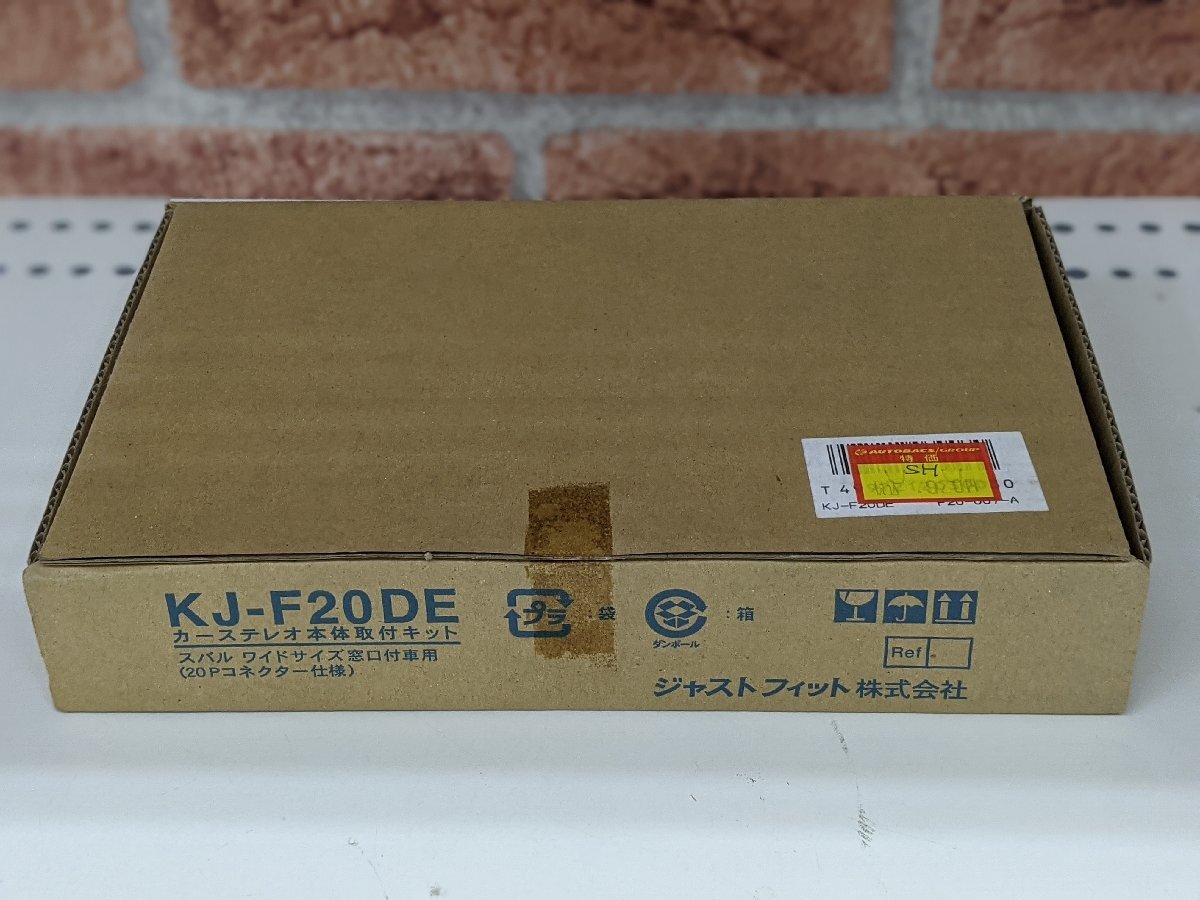 AUTOBACS/GROUP
特価
SH
T 4
0
KJ-F20DE
KJ-F20DE
カーステレオ本体取付キット
スバル ワイドサイズ窓口付車用
(20Pコネクター仕様)
プラ :袋
ダンボール :箱
Ref
ジャストフィット株式会社